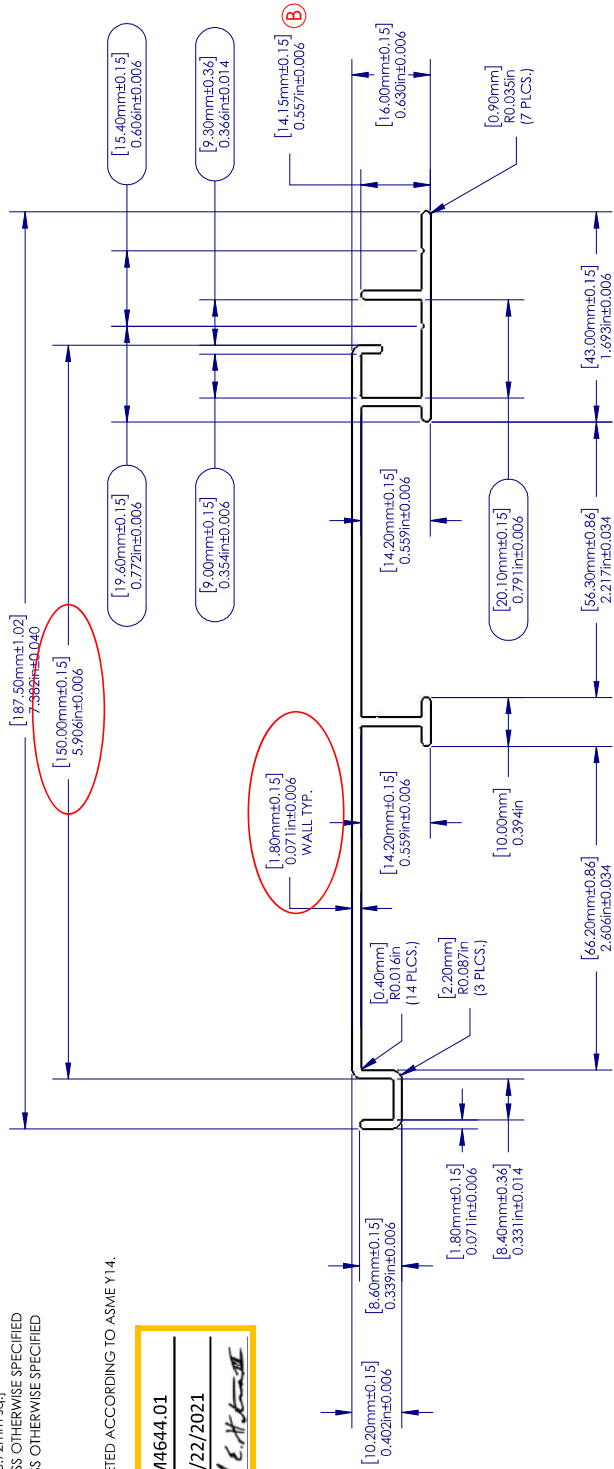 [187.50mm±1.02]
7.382in±0.040
[150.00mm±0.15]
5.906in±0.006
[19.60mm±0.15]
0.772in±0.006
[15.40mm±0.15]
0.606in±0.006
[9.00mm±0.15]
0.354in±0.006
[9.30mm±0.36]
0.366in±0.014
[14.15mm±0.15]
0.557in±0.006
B
[16.00mm±0.15]
0.630in±0.006
[1.80mm±0.15]
0.071in±0.006
WALL TYP.
[0.90mm]
R0.035in
(7 PLCS.)
[0.40mm]
R0.016in
(14 PLCS.)
[2.20mm]
R0.087in
(3 PLCS.)
[14.20mm±0.15]
0.559in±0.006
[14.20mm±0.15]
0.559in±0.006
[10.20mm±0.15]
0.402in±0.006
[8.60mm±0.15]
0.339in±0.006
[1.80mm±0.15]
0.071in±0.006
[8.40mm±0.36]
0.331in±0.014
[10.00mm]
0.394in
[20.10mm±0.15]
0.791in±0.006
[66.20mm±0.86]
2.606in±0.034
[56.30mm±0.86]
2.217in±0.034
[43.00mm±0.15]
1.693in±0.006
OTHERWISE SPECIFIED
OTHERWISE SPECIFIED
ACCORDING TO ASME Y14.
M4644.01
/22/2021